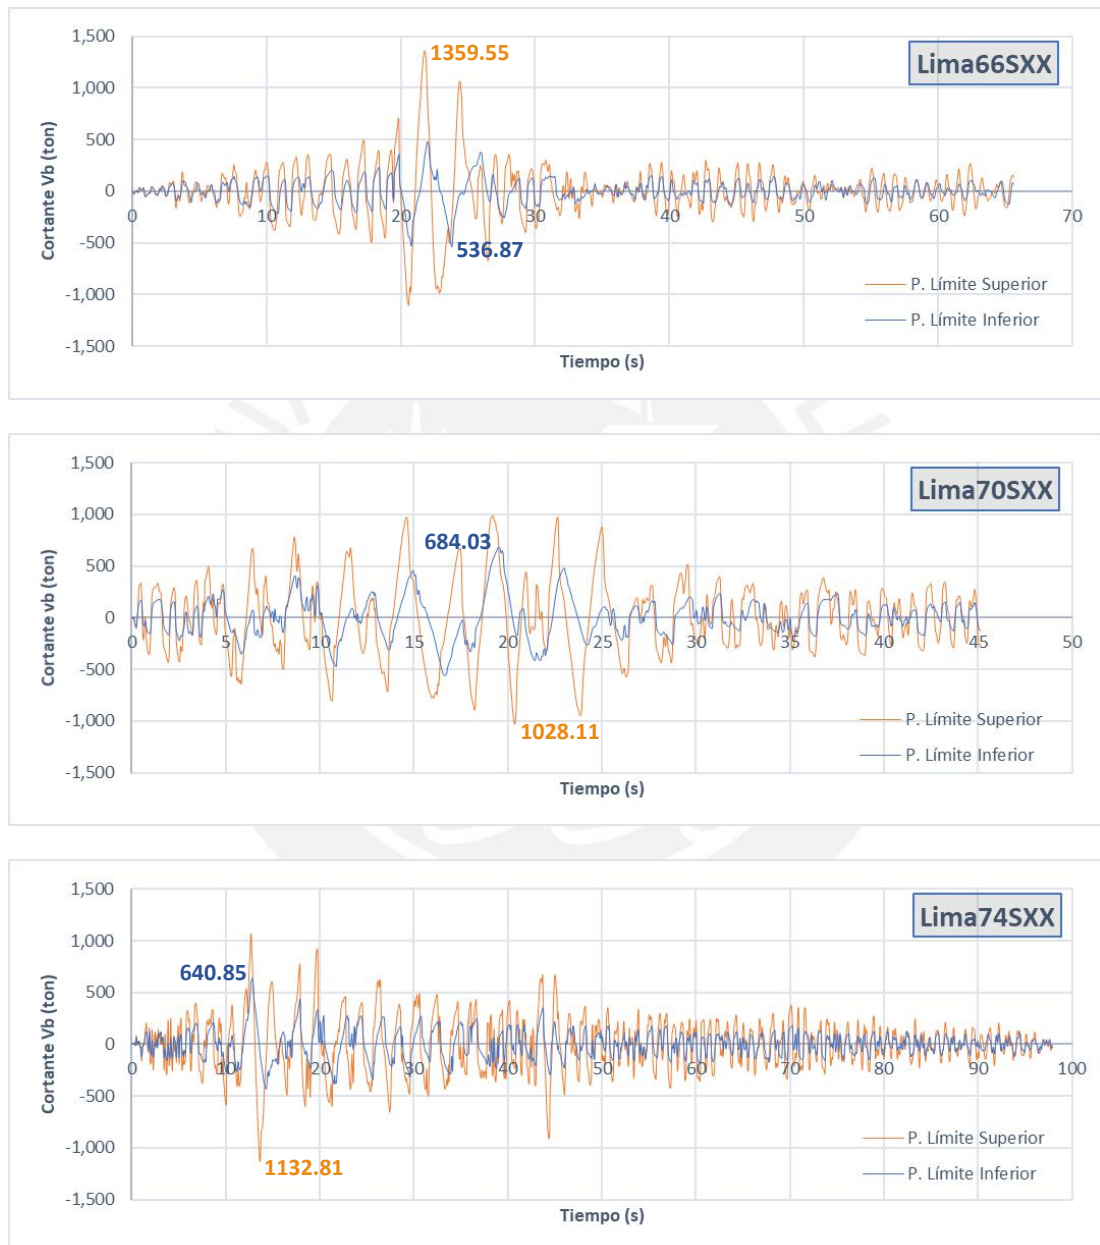 Lima66SXX
1,500
1,000
500
0
-500
-1,000
-1,500
Cortante Vb (ton)
1359.55
536.87
0 10 20 30 40 50 60 70
P. Límite Superior
P. Límite Inferior
Tiempo (s)
Lima70SXX
1,500
1,000
500
0
-500
-1,000
-1,500
Cortante vb (ton)
684.03
1028.11
0 5 10 15 20 25 30 35 40 45 50
P. Límite Superior
P. Límite Inferior
Tiempo (s)
Lima74SXX
1,500
1,000
500
0
-500
-1,000
-1,500
Cortante Vb (ton)
640.85
1132.81
0 10 20 30 40 50 60 70 80 90 100
P. Límite Superior
P. Límite Inferior
Tiempo (s)